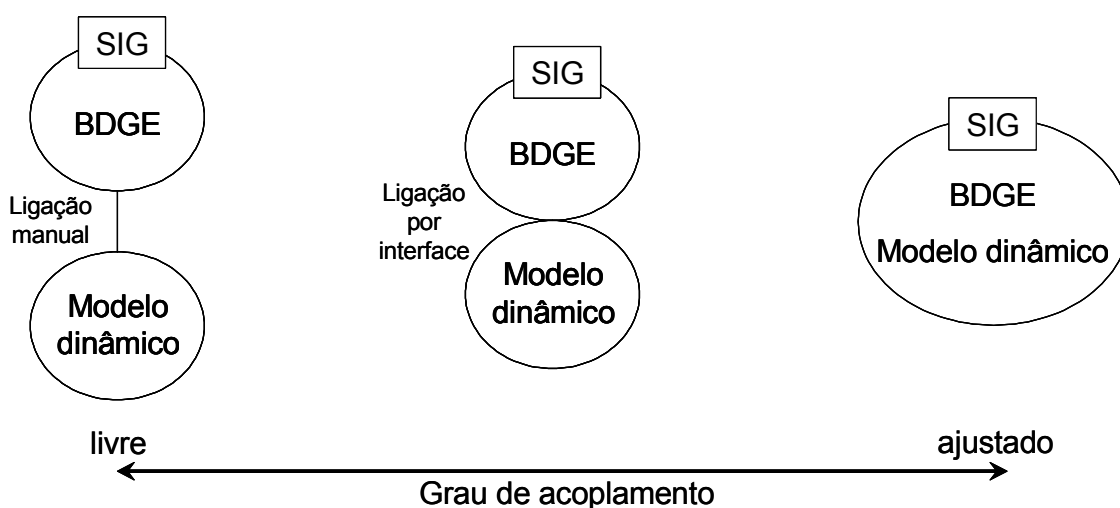 SIG
BDGE
Ligação
manual
Modelo
dinâmico
SIG
BDGE
Ligação
por
interface
Modelo
dinâmico
SIG
BDGE
Modelo dinâmico
livre
ajustado
Grau de acoplamento